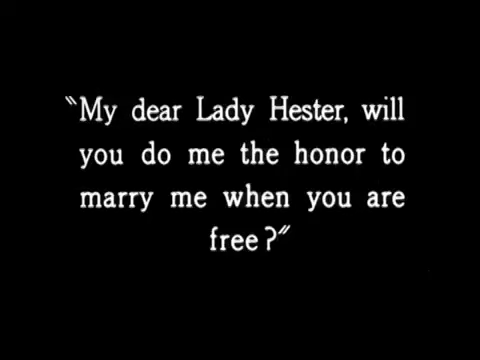 "My dear Lady Hester, will
you do me the honor to
marry me when you are
free?"